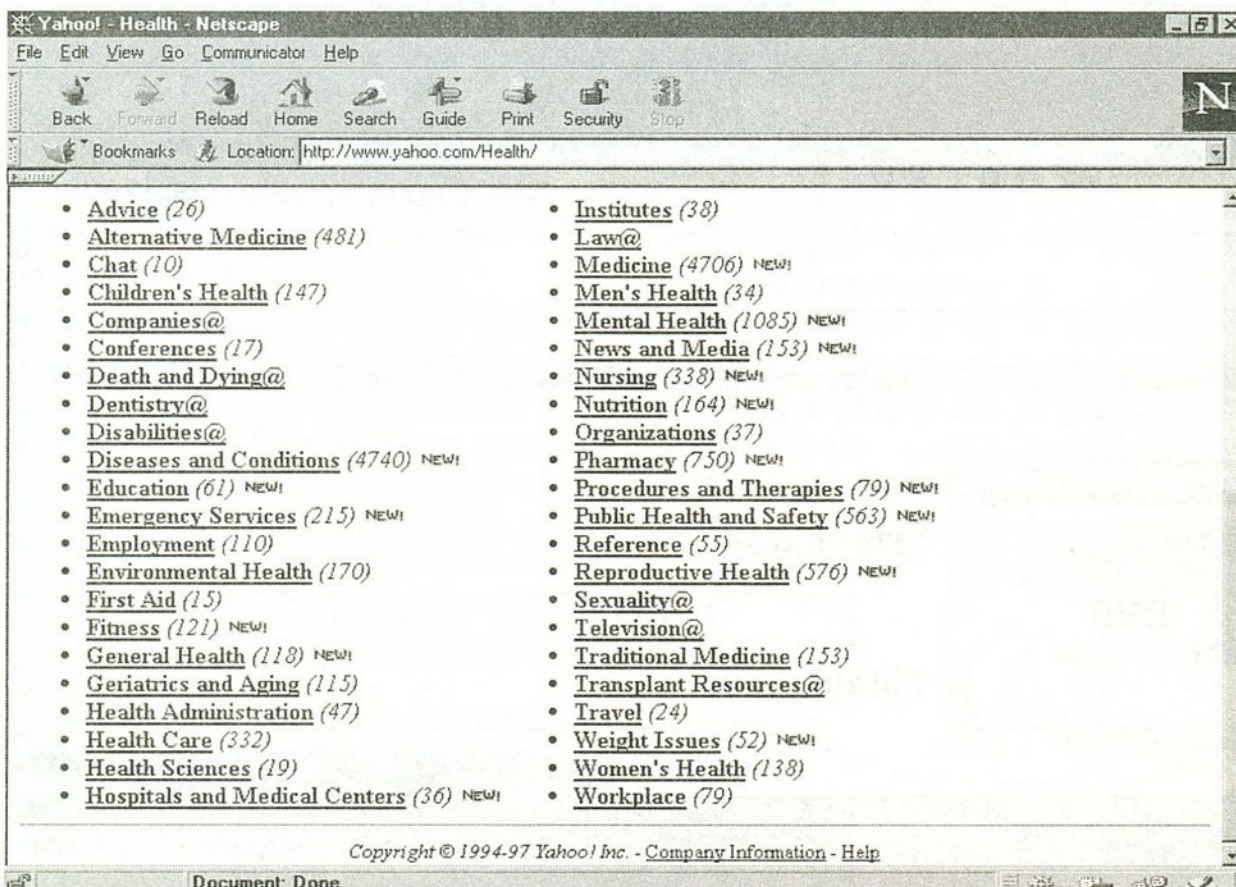 Yahoo! - Health - Netscape
File Edit View Go Communicator Help
Back Forward Reload Home Search Guide Print Security Stop
N
Bookmarks Location: http://www.yahoo.com/Health/
• Advice (26)
• Alternative Medicine (481)
• Chat (10)
• Children's Health (147)
• Companies@
• Conferences (17)
• Death and Dying@
• Dentistry@
• Disabilities@
• Diseases and Conditions (4740) NEW!
• Education (61) NEW!
• Emergency Services (215) NEW!
• Employment (110)
• Environmental Health (170)
• First Aid (15)
• Fitness (121) NEW!
• General Health (118) NEW!
• Geriatrics and Aging (115)
• Health Administration (47)
• Health Care (332)
• Health Sciences (19)
• Hospitals and Medical Centers (36) NEW!
• Institutes (38)
• Law@
• Medicine (4706) NEW!
• Men's Health (34)
• Mental Health (1085) NEW!
• News and Media (153) NEW!
• Nursing (338) NEW!
• Nutrition (164) NEW!
• Organizations (37)
• Pharmacy (750) NEW!
• Procedures and Therapies (79) NEW!
• Public Health and Safety (563) NEW!
• Reference (55)
• Reproductive Health (576) NEW!
• Sexuality@
• Television@
• Traditional Medicine (153)
• Transplant Resources@
• Travel (24)
• Weight Issues (52) NEW!
• Women's Health (138)
• Workplace (79)
Copyright © 1994-97 Yahoo! Inc. - Company Information - Help
Document: Done